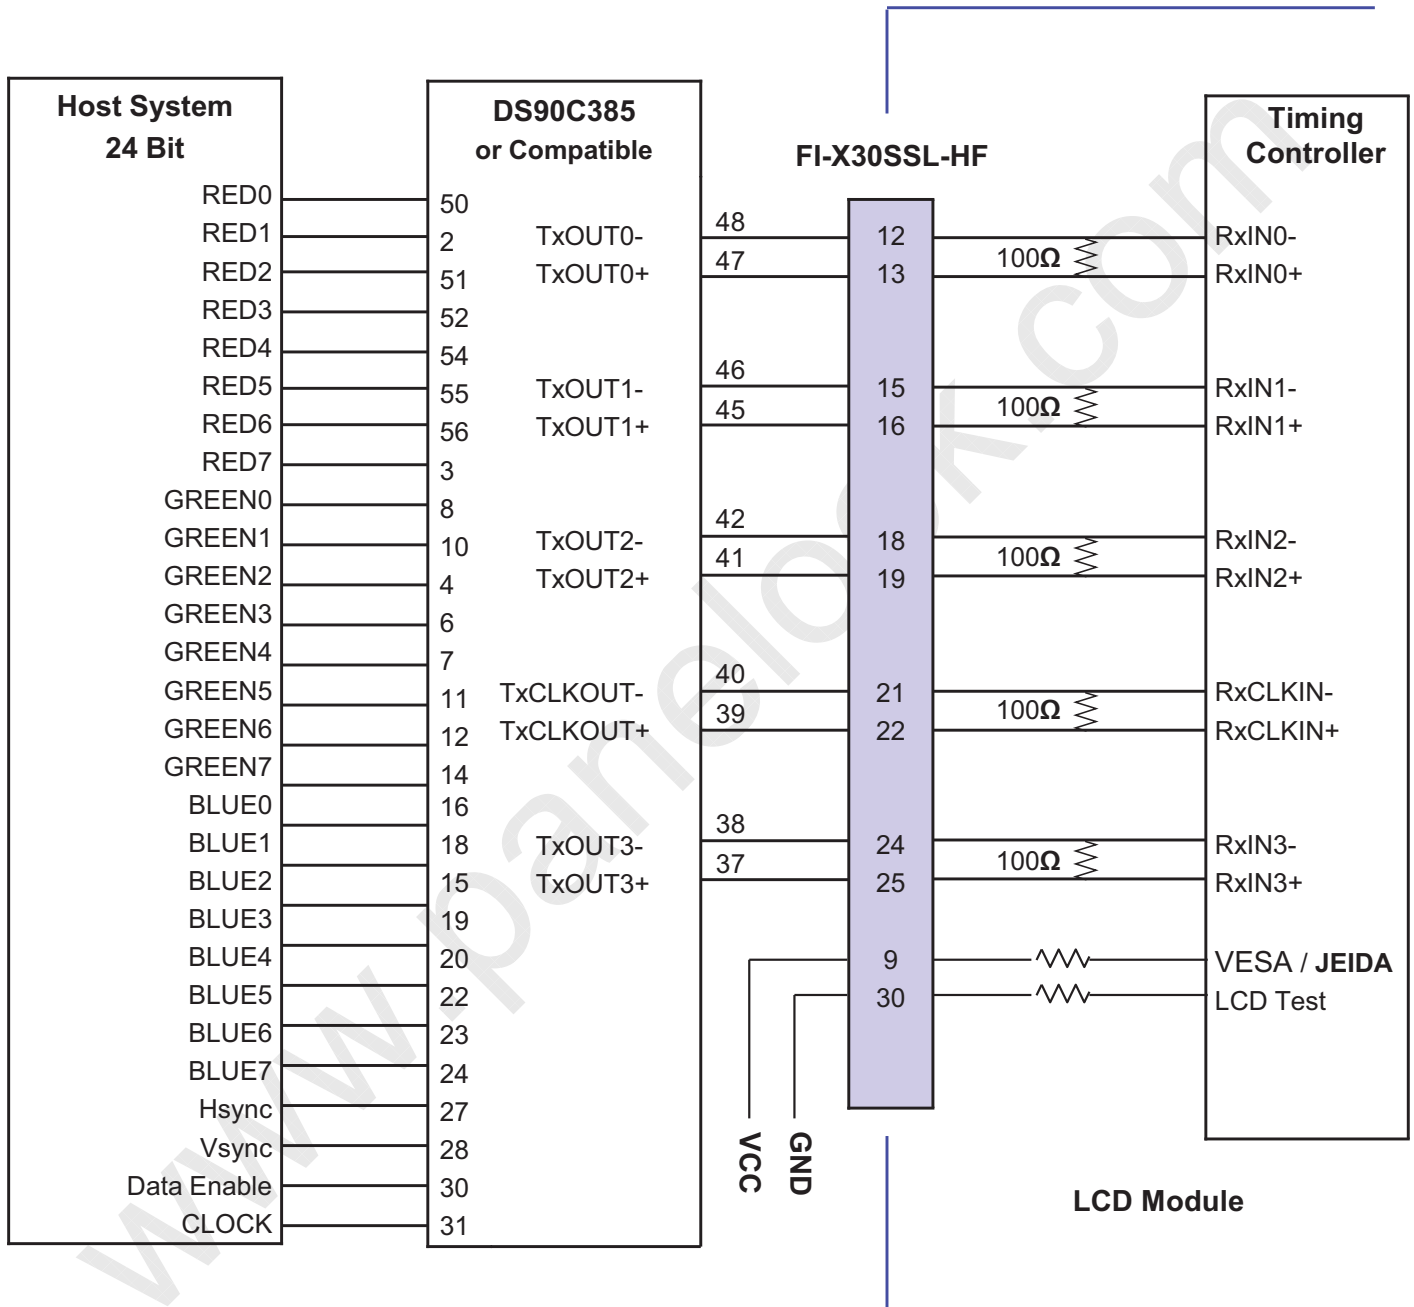 Host System
24 Bit
RED0
RED1
RED2
RED3
RED4
RED5
RED6
RED7
GREEN0
GREEN1
GREEN2
GREEN3
GREEN4
GREEN5
GREEN6
GREEN7
BLUE0
BLUE1
BLUE2
BLUE3
BLUE4
BLUE5
BLUE6
BLUE7
Hsync
Vsync
Data Enable
CLOCK
DS90C385
or Compatible
50
2
51
52
54
55
56
3
8
10
4
6
7
11
12
14
16
18
15
19
20
22
23
24
27
28
30
31
TxOUT0-
TxOUT0+
TxOUT1-
TxOUT1+
TxOUT2-
TxOUT2+
TxCLKOUT-
TxCLKOUT+
TxOUT3-
TxOUT3+
48
47
46
45
42
41
40
39
38
37
FI-X30SSL-HF
12
13
15
16
18
19
21
22
24
25
9
30
VCC
GND
100Ω
100Ω
100Ω
100Ω
100Ω
Timing
Controller
RxIN0-
RxIN0+
RxIN1-
RxIN1+
RxIN2-
RxIN2+
RxCLKIN-
RxCLKIN+
RxIN3-
RxIN3+
VESA / JEIDA
LCD Test
LCD Module
www.panelook.com